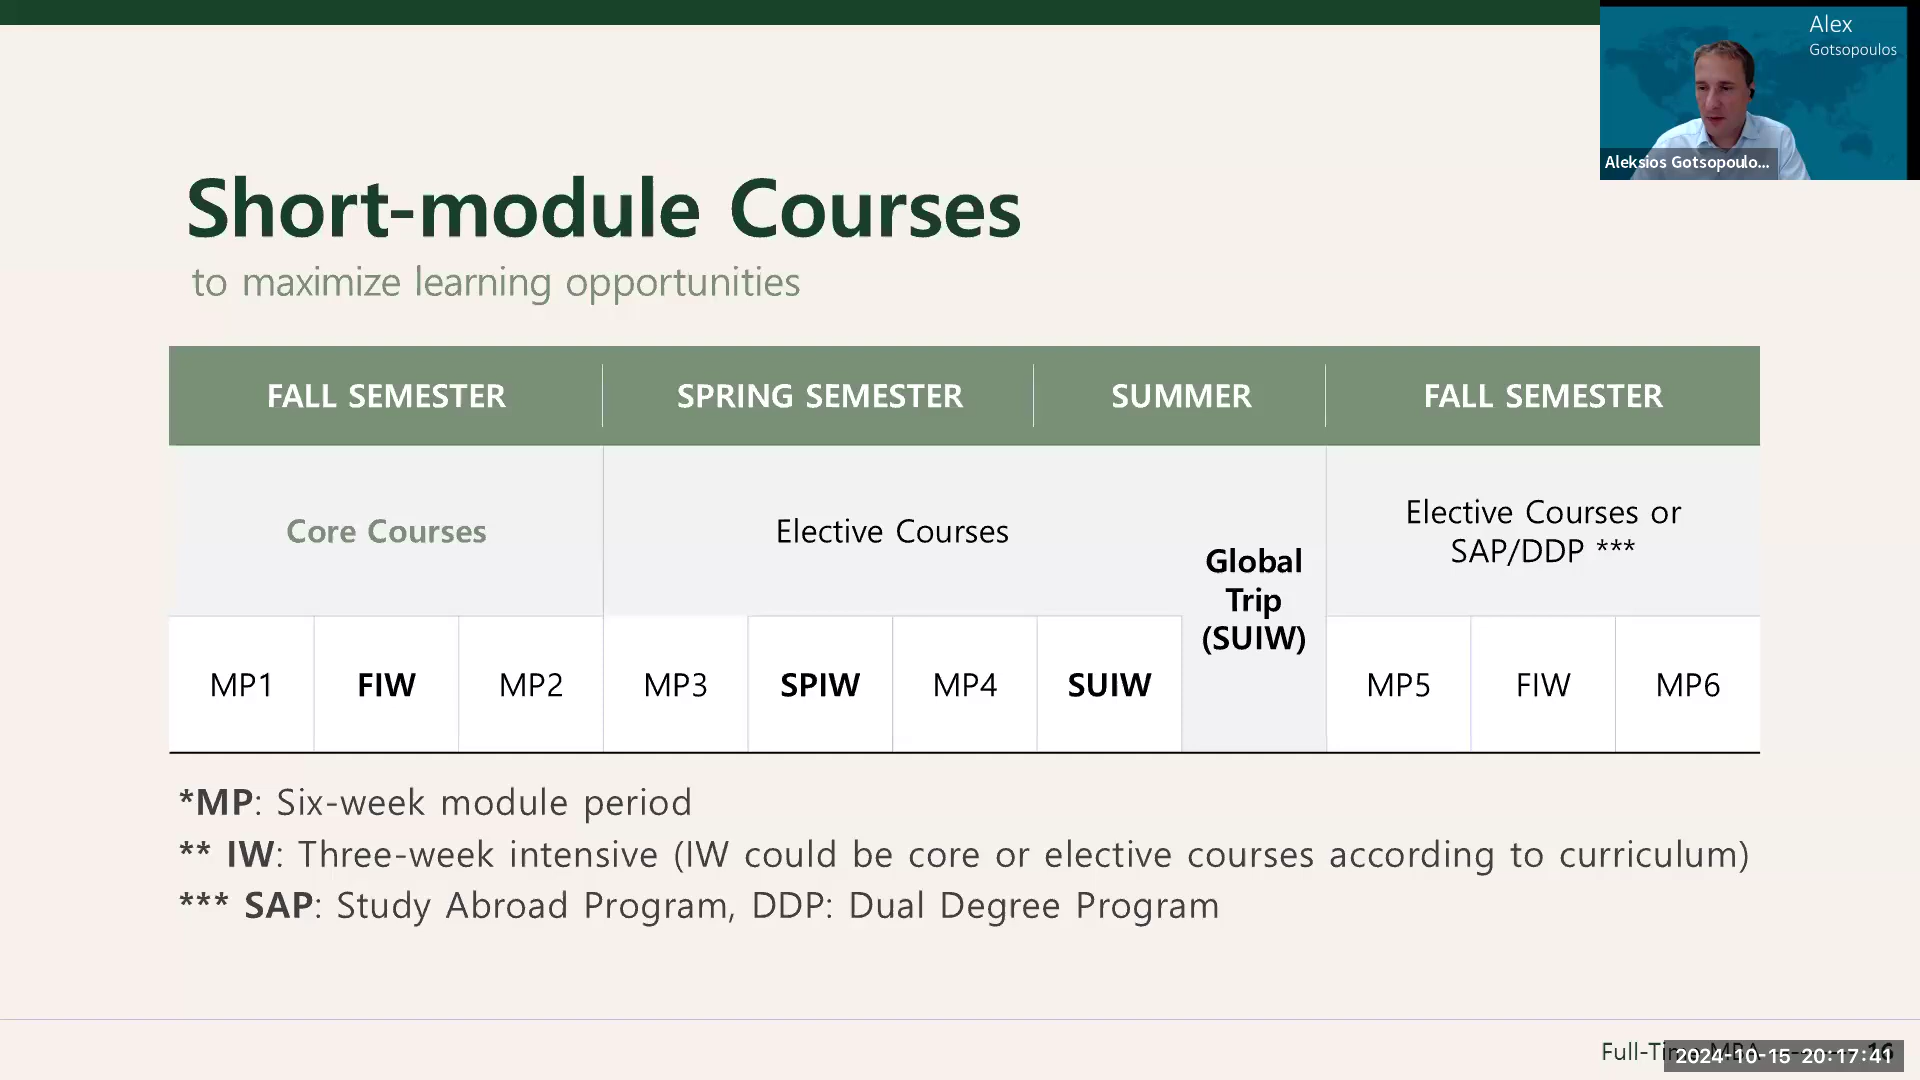 Alex
Gotsopoulos
Aleksios Gotsopoulo...
Short-module Courses
to maximize learning opportunities
FALL SEMESTER SPRING SEMESTER SUMMER FALL SEMESTER
Core Courses
Elective Courses
Global
Trip
(SUIW)
Elective Courses or
SAP/DDP ***
MP1 FIW MP2 MP3 SPIW MP4 SUIW MP5 FIW MP6
*MP: Six-week module period
** IW: Three-week intensive (IW could be core or elective courses according to curriculum)
*** SAP: Study Abroad Program, DDP: Dual Degree Program
2024-10-15 20:17:41